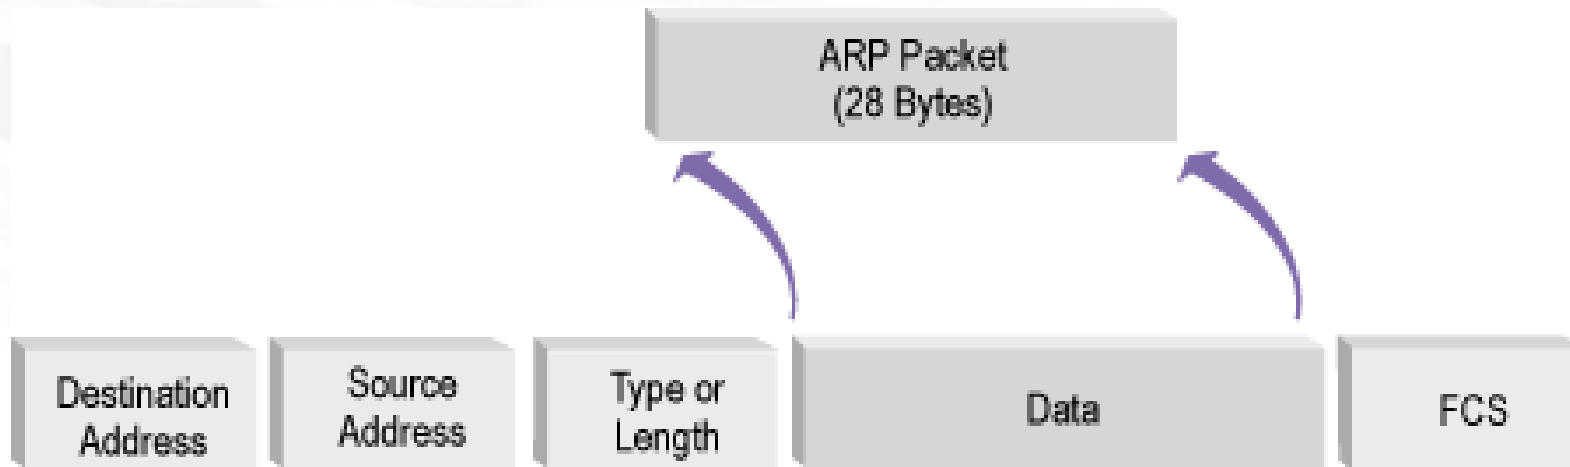 ARP Packet
(28 Bytes)
Destination
Address
Source
Address
Type or
Length
Data
FCS